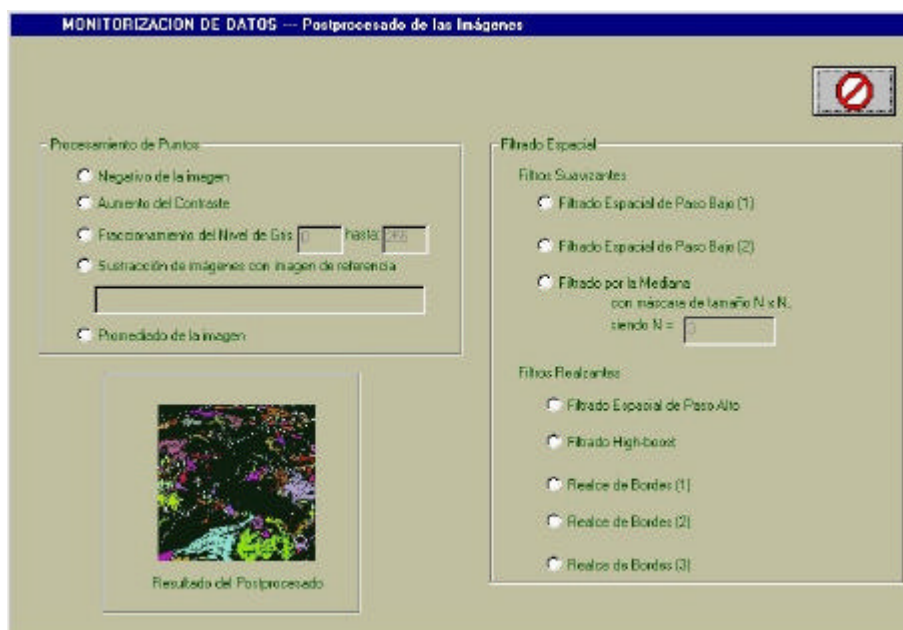 MONITORIZACION DE DATOS --- Postprocesado de las Imágenes
Procesamiento de Puntos
Negativo de la imagen
Aumento del Contraste
Fraccionamiento del Nivel de Gris 0 hasta: 256
Sustracción de imágenes con imagen de referencia
Promediado de la imagen
Resultado del Postprocesado
Filtrado Espacial
Filtros Suavizantes
Filtrado Espacial de Paso Bajo (1)
Filtrado Espacial de Paso Bajo (2)
Filtrado por la Mediana
con máscara de tamaño N x N,
siendo N =
Filtros Realzantes
Filtrado Espacial de Paso Alto
Filtrado High-boost
Realce de Bordes (1)
Realce de Bordes (2)
Realce de Bordes (3)